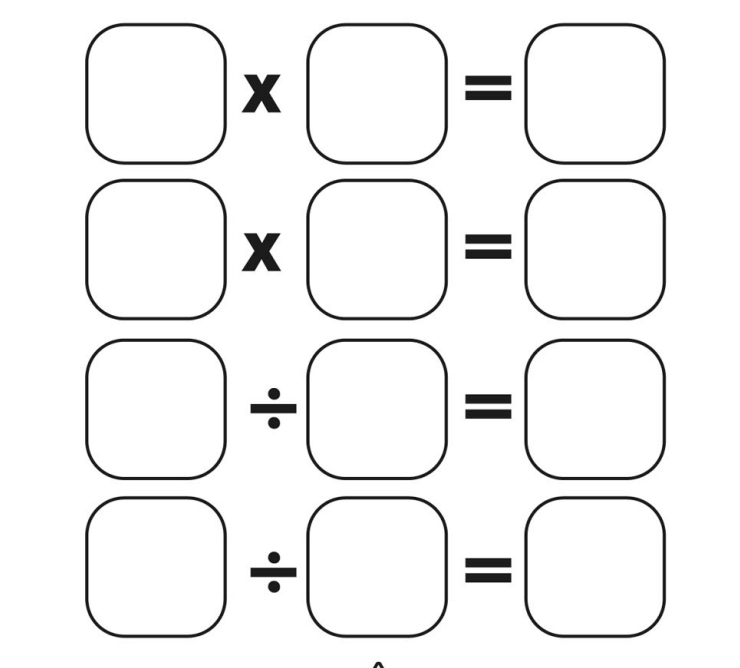 x =
x =
÷ =
÷ =